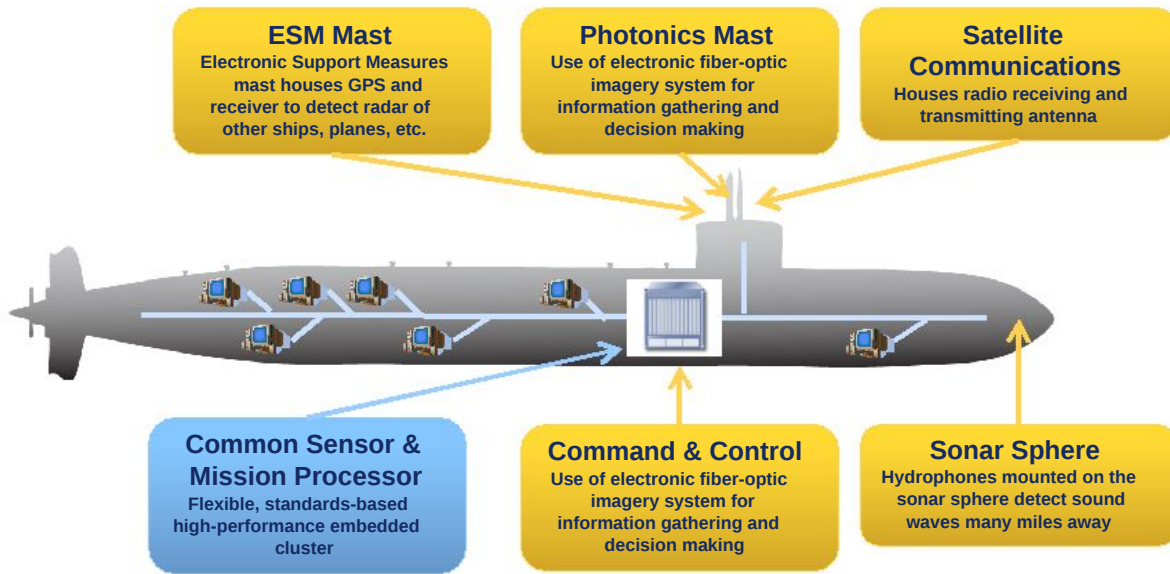 ESM Mast
Electronic Support Measures
mast houses GPS and
receiver to detect radar of
other ships, planes, etc.
Photonics Mast
Use of electronic fiber-optic
imagery system for
information gathering and
decision making
Satellite
Communications
Houses radio receiving and
transmitting antenna
Common Sensor &
Mission Processor
Flexible, standards-based
high-performance embedded
cluster
Command & Control
Use of electronic fiber-optic
imagery system for
information gathering and
decision making
Sonar Sphere
Hydrophones mounted on the
sonar sphere detect sound
waves many miles away